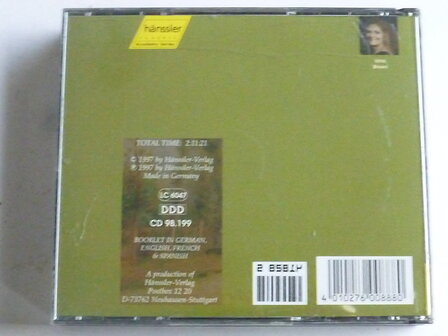 hänssler
CLASSIC
TOTAL TIME: 2:11:21
© 1997 by Hänssler-Verlag
℗ 1997 by Hänssler-Verlag
Made in Germany
LC 6047
DDD
CD 98.199
BOOKLET IN GERMAN,
ENGLISH, FRENCH
& SPANISH
A production of
Hänssler-Verlag
Postbox 12 20
D-73762 Neuhausen-Stuttgart
4 010276 008880